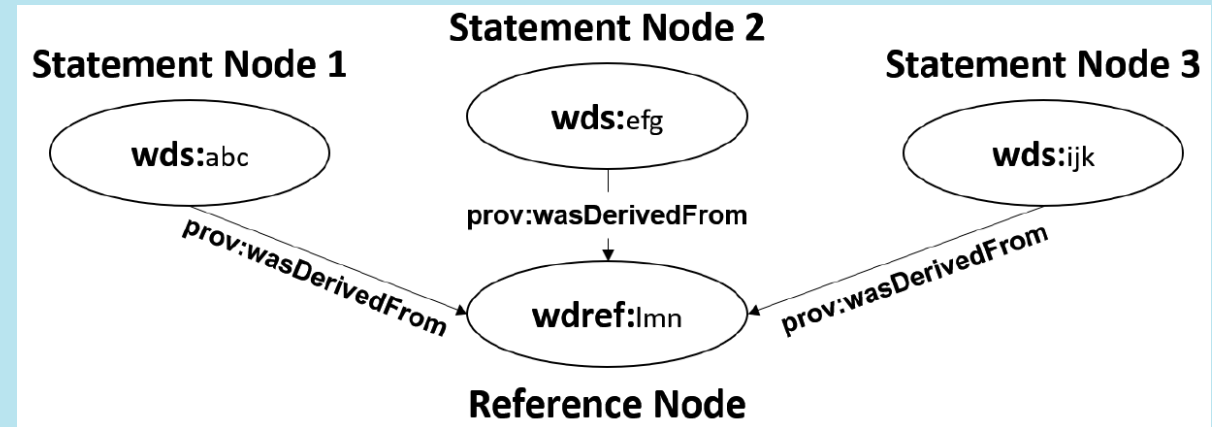 Statement Node 2
Statement Node 1
Statement Node 3
wds:efg
wds:abc
wds:ijk
prov:wasDerivedFrom
prov:wasDerivedFrom
prov:wasDerivedFrom
wdref:lmn
Reference Node